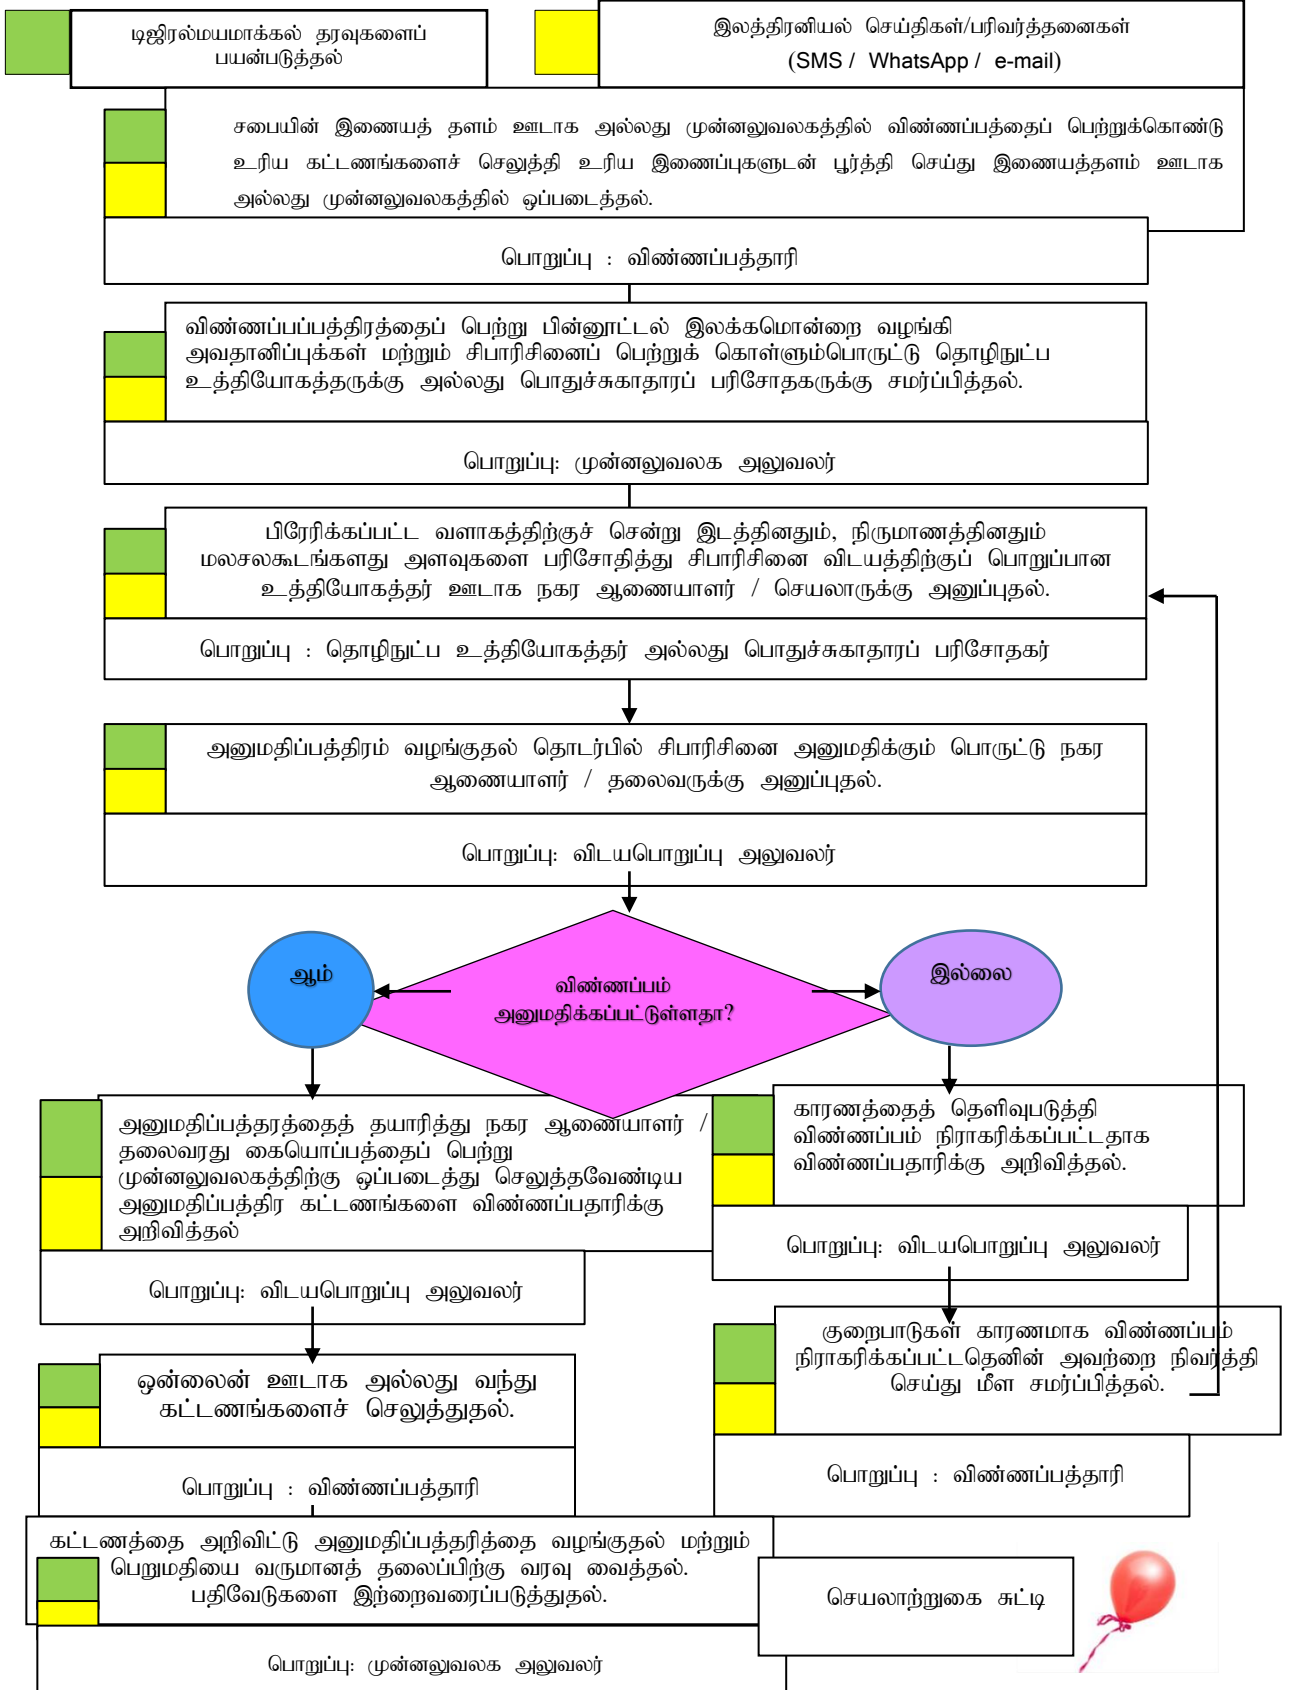 டிஜிரல்மயமாக்கல் தரவுகளைப்
பயன்படுத்தல்
இலத்திரனியல் செய்திகள்/பரிவர்த்தனைகள்
(SMS / WhatsApp / e-mail)
சபையின் இணையத் தளம் ஊடாக அல்லது முன்னலுவலகத்தில் விண்ணப்பத்தைப் பெற்றுக்கொண்டு
உரிய கட்டணங்களைச் செலுத்தி உரிய இணைப்புகளுடன் பூர்த்தி செய்து இணையத்தளம் ஊடாக
அல்லது முன்னலுவலகத்தில் ஒப்படைத்தல்.
பொறுப்பு : விண்ணப்பத்தாரி
விண்ணப்பப்பத்திரத்தைப் பெற்று பின்னூட்டல் இலக்கமொன்றை வழங்கி
அவதானிப்புக்கள் மற்றும் சிபாரிசினைப் பெற்றுக் கொள்ளும்பொருட்டு தொழிநுட்ப
உத்தியோகத்தருக்கு அல்லது பொதுச்சுகாதாரப் பரிசோதகருக்கு சமர்ப்பித்தல்.
பொறுப்பு: முன்னலுவலக அலுவலர்
பிரேரிக்கப்பட்ட வளாகத்திற்குச் சென்று இடத்தினதும், நிருமாணத்தினதும்
மலசலகூடங்களது அளவுகளை பரிசோதித்து சிபாரிசினை விடயத்திற்குப் பொறுப்பான
உத்தியோகத்தர் ஊடாக நகர ஆணையாளர் / செயலாருக்கு அனுப்புதல்.
பொறுப்பு : தொழிநுட்ப உத்தியோகத்தர் அல்லது பொதுச்சுகாதாரப் பரிசோதகர்
அனுமதிப்பத்திரம் வழங்குதல் தொடர்பில் சிபாரிசினை அனுமதிக்கும் பொருட்டு நகர
ஆணையாளர் / தலைவருக்கு அனுப்புதல்.
பொறுப்பு: விடயபொறுப்பு அலுவலர்
விண்ணப்பம்
அனுமதிக்கப்பட்டுள்ளதா?
ஆம்
இல்லை
அனுமதிப்பத்தரத்தைத் தயாரித்து நகர ஆணையாளர் /
தலைவரது கையொப்பத்தைப் பெற்று
முன்னலுவலகத்திற்கு ஒப்படைத்து செலுத்தவேண்டிய
அனுமதிப்பத்திர கட்டணங்களை விண்ணப்பதாரிக்கு
அறிவித்தல்
பொறுப்பு: விடயபொறுப்பு அலுவலர்
காரணத்தைத் தெளிவுபடுத்தி
விண்ணப்பம் நிராகரிக்கப்பட்டதாக
விண்ணப்பதாரிக்கு அறிவித்தல்.
பொறுப்பு: விடயபொறுப்பு அலுவலர்
ஒன்லைன் ஊடாக அல்லது வந்து
கட்டணங்களைச் செலுத்துதல்.
பொறுப்பு : விண்ணப்பத்தாரி
குறைபாடுகள் காரணமாக விண்ணப்பம்
நிராகரிக்கப்பட்டதெனின் அவற்றை நிவர்த்தி
செய்து மீள சமர்ப்பித்தல்.
பொறுப்பு : விண்ணப்பத்தாரி
கட்டணத்தை அறிவிட்டு அனுமதிப்பத்தரித்தை வழங்குதல் மற்றும்
பெறுமதியை வருமானத் தலைப்பிற்கு வரவு வைத்தல்.
பதிவேடுகளை இற்றைவரைப்படுத்துதல்.
பொறுப்பு: முன்னலுவலக அலுவலர்
செயலாற்றுகை சுட்டி